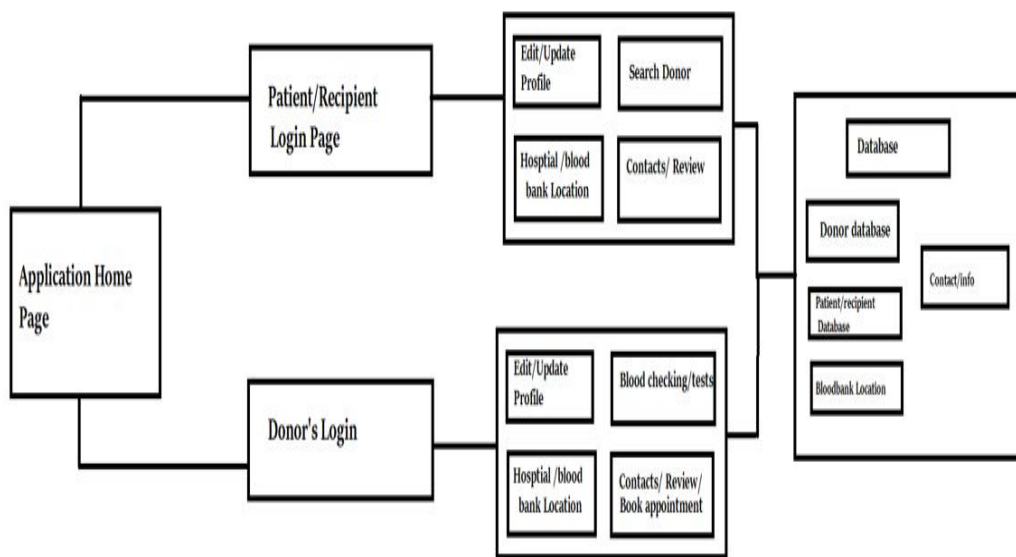 Application Home
Page
Patient/Recipient
Login Page
Edit/Update
Profile
Search Donor
Hosptial /blood
bank Location
Contacts/ Review
Donor's Login
Edit/Update
Profile
Blood checking/tests
Hosptial /blood
bank Location
Contacts/ Review/
Book appointment
Database
Donor database
Contact/info
Patient/recipient
Database
Bloodbank Location